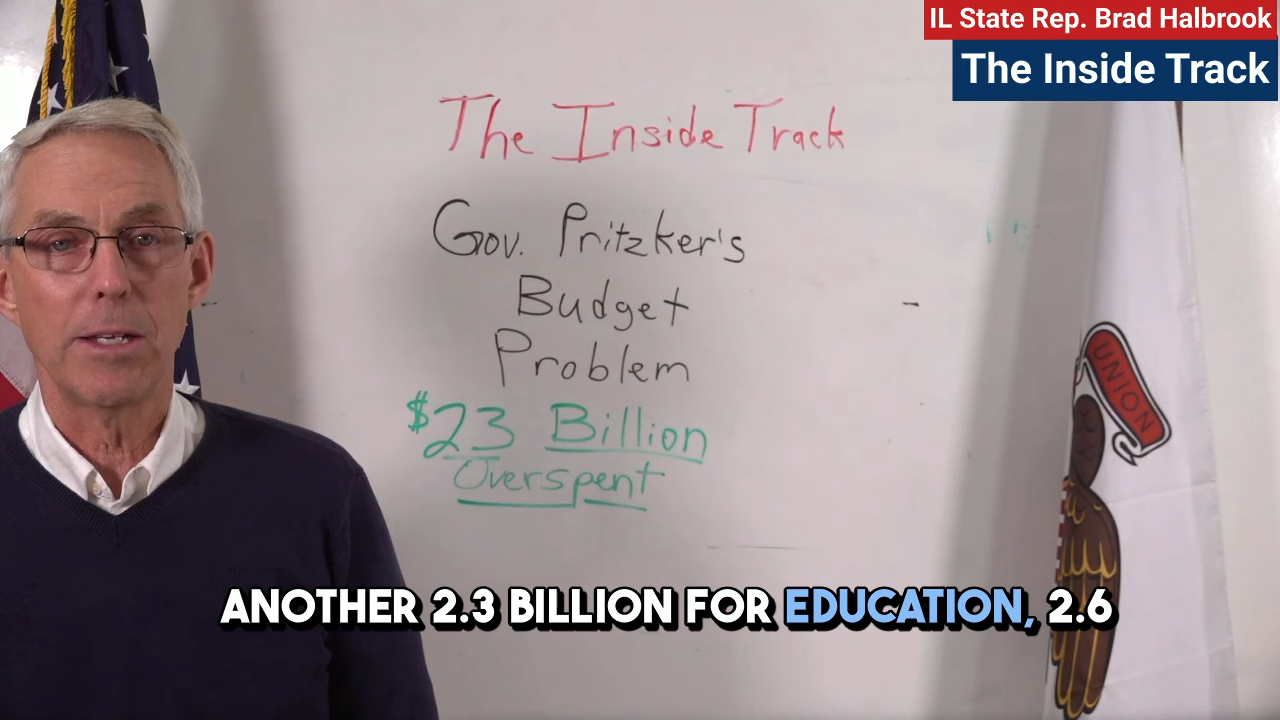 IL State Rep. Brad Halbrook
The Inside Track
The Inside Track
Gov. Pritzker's
Budget
Problem
$23 Billion
Overspent
UNION
ANOTHER 2.3 BILLION FOR EDUCATION, 2.6